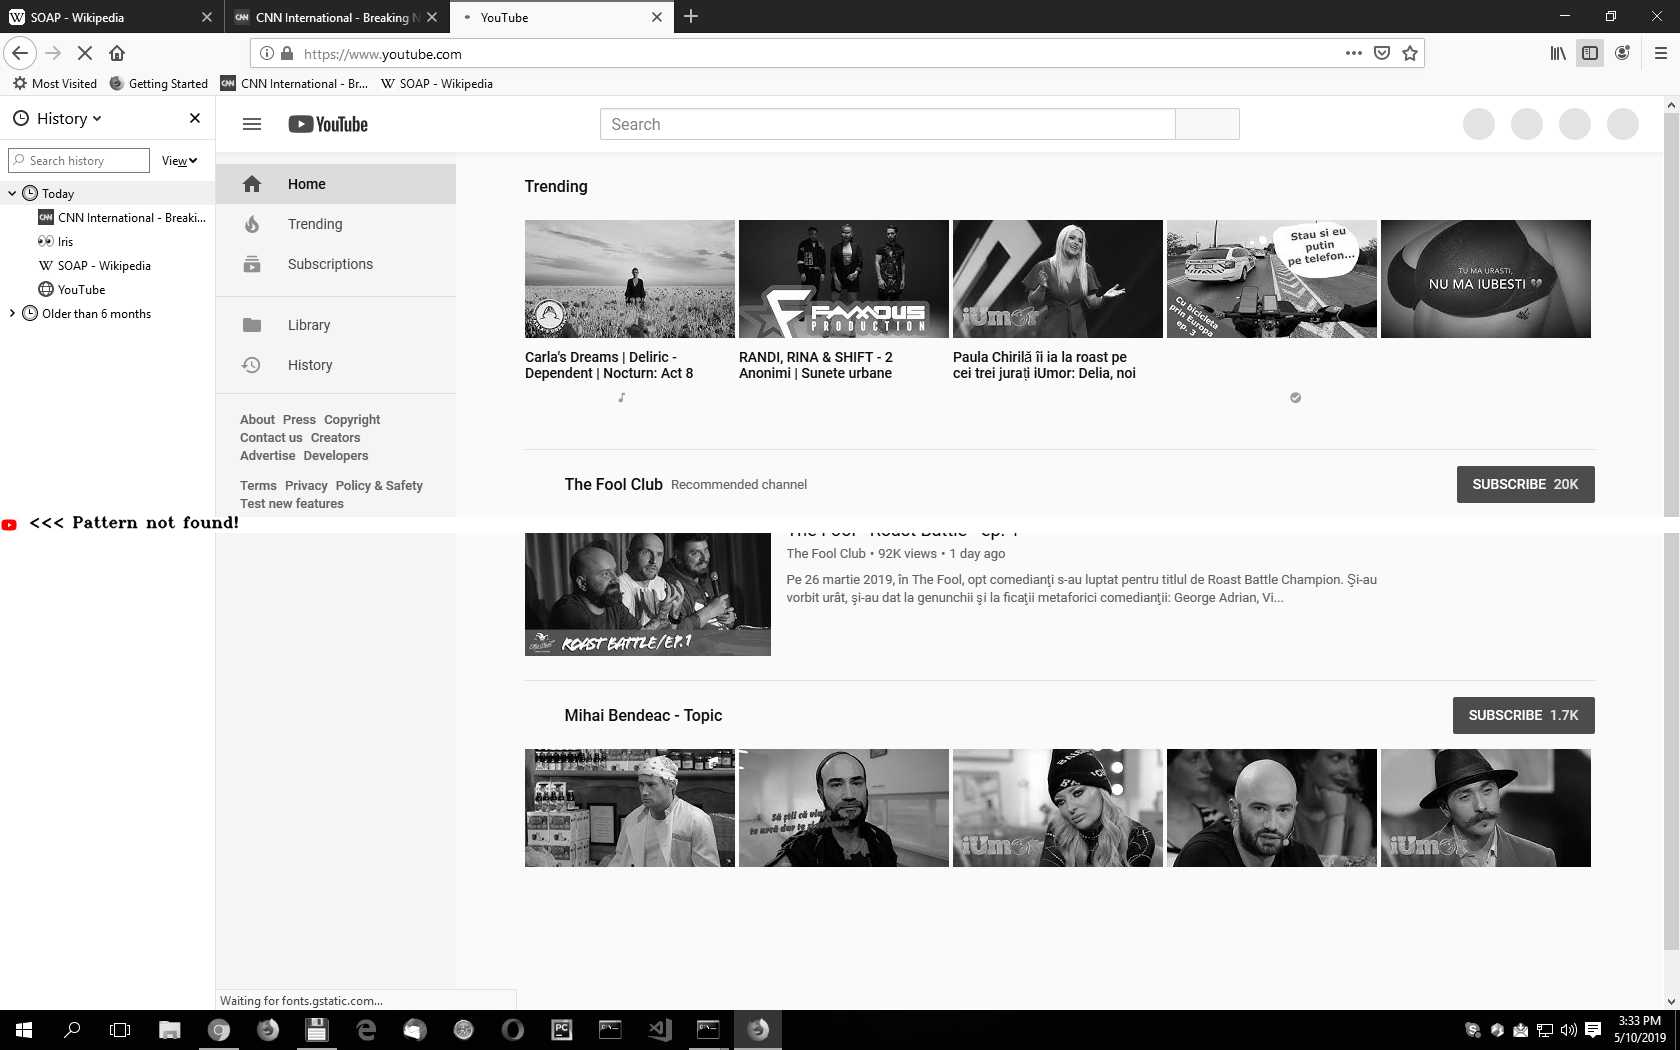 SOAP - Wikipedia
CNN International - Breaking N
YouTube
https://www.youtube.com
Most Visited
Getting Started
CNN International - Br...
SOAP - Wikipedia
History
Search history
View
Today
CNN International - Breaki...
Iris
SOAP - Wikipedia
YouTube
Older than 6 months
YouTube
Search
Home
Trending
Subscriptions
Library
History
About Press Copyright
Contact us Creators
Advertise Developers
Terms Privacy Policy & Safety
Test new features
<<< Pattern not found!
Trending
FAMOUS
PRODUCTION
iUmor
Stau si eu
putin
pe telefon...
Cu bicicleta
prin Europa
ep. 3
TU MA URASTI,
NU MA IUBESTI
Carla's Dreams | Deliric -
Dependent | Nocturn: Act 8
RANDI, RINA & SHIFT - 2
Anonimi | Sunete urbane
Paula Chirilă îi ia la roast pe
cei trei jurați iUmor: Delia, noi
The Fool Club Recommended channel
SUBSCRIBE 20K
The Fool Club • 92K views • 1 day ago
Pe 26 martie 2019, în The Fool, opt comedianţi s-au luptat pentru titlul de Roast Battle Champion. Şi-au
vorbit urât, şi-au dat la genunchii şi la ficaţii metaforici comedianţii: George Adrian, Vi...
ROAST BATTLE/EP.1
Mihai Bendeac - Topic
SUBSCRIBE 1.7K
Să știi că viața
te urcă dar te și
iUmor
iUmor
Waiting for fonts.gstatic.com...
3:33 PM
5/10/2019